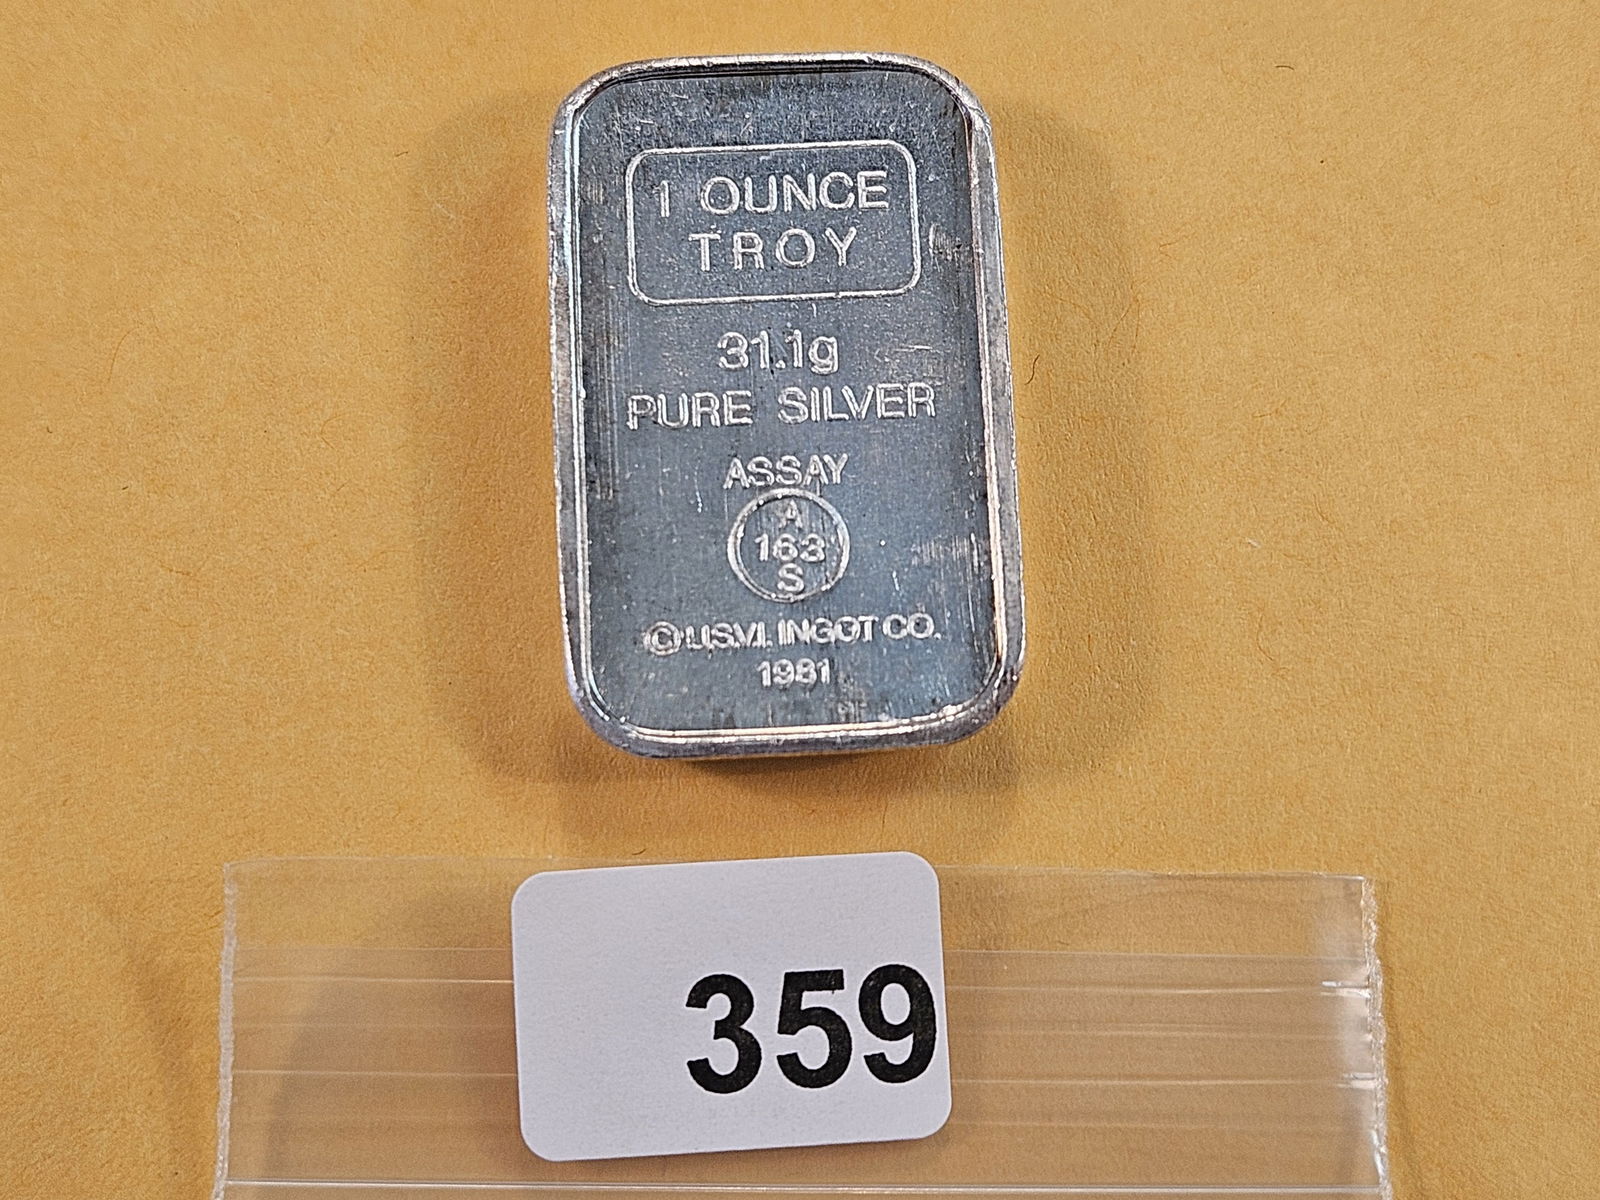 1 OUNCE
TROY
31.1g
PURE SILVER
ASSAY
A
163
S
© U.S.V.I. INGOT CO.
1981
359